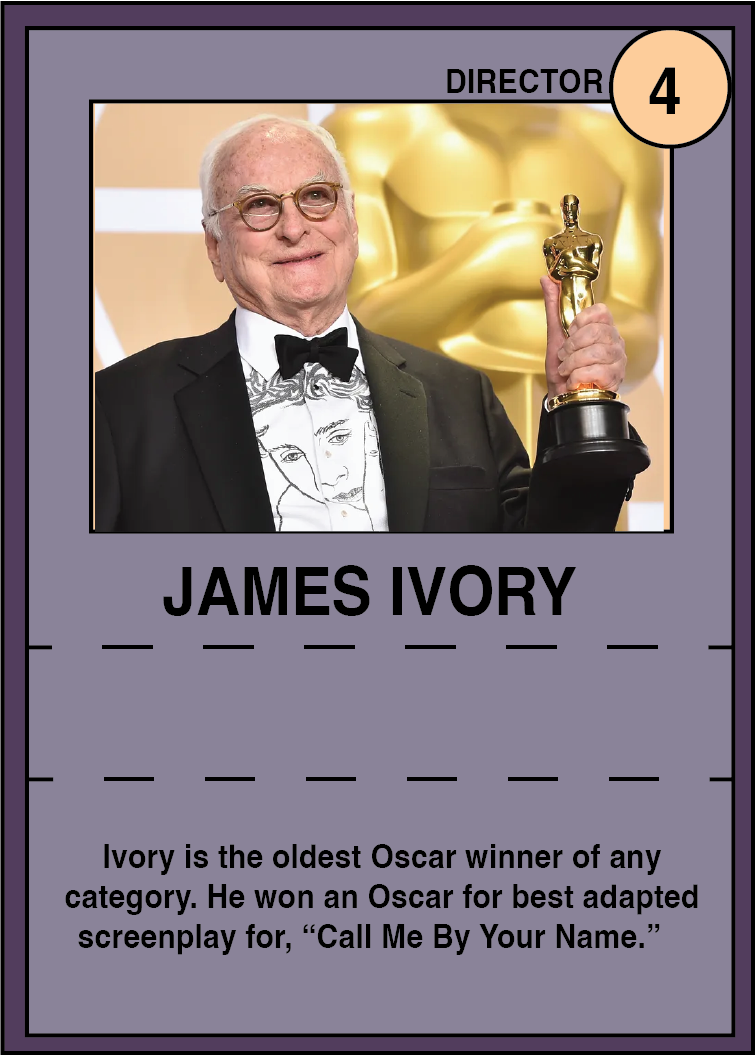 DIRECTOR
4
JAMES IVORY
Ivory is the oldest Oscar winner of any
category. He won an Oscar for best adapted
screenplay for, “Call Me By Your Name.”